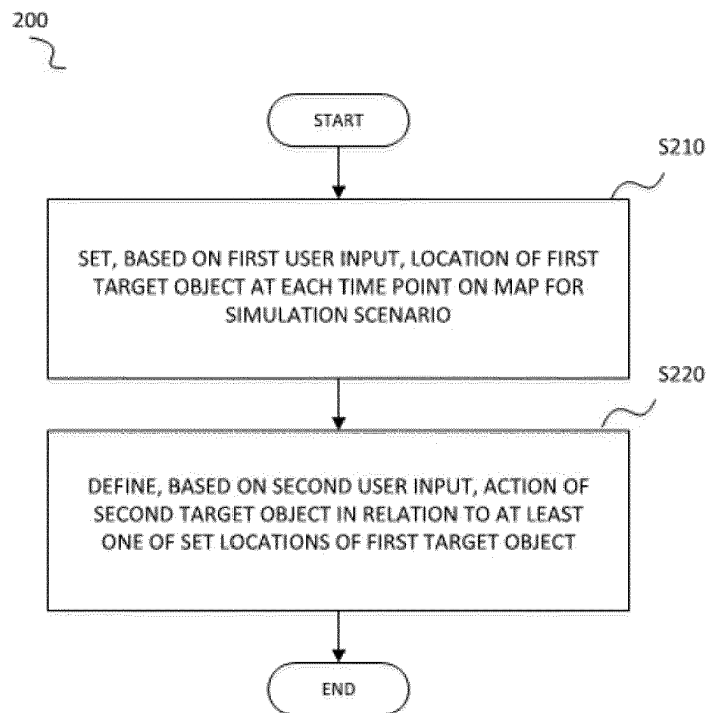 200
START
S210
SET, BASED ON FIRST USER INPUT, LOCATION OF FIRST
TARGET OBJECT AT EACH TIME POINT ON MAP FOR
SIMULATION SCENARIO
S220
DEFINE, BASED ON SECOND USER INPUT, ACTION OF
SECOND TARGET OBJECT IN RELATION TO AT LEAST
ONE OF SET LOCATIONS OF FIRST TARGET OBJECT
END